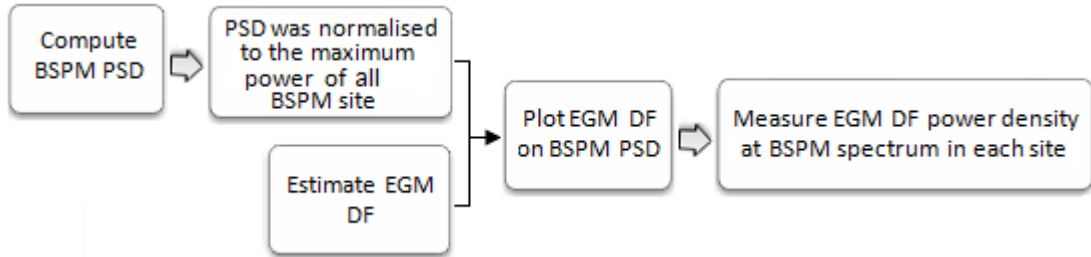 Compute
BSPM PSD
PSD was normalised
to the maximum
power of all
BSPM site
Estimate EGM
DF
Plot EGM DF
on BSPM PSD
Measure EGM DF power density
at BSPM spectrum in each site